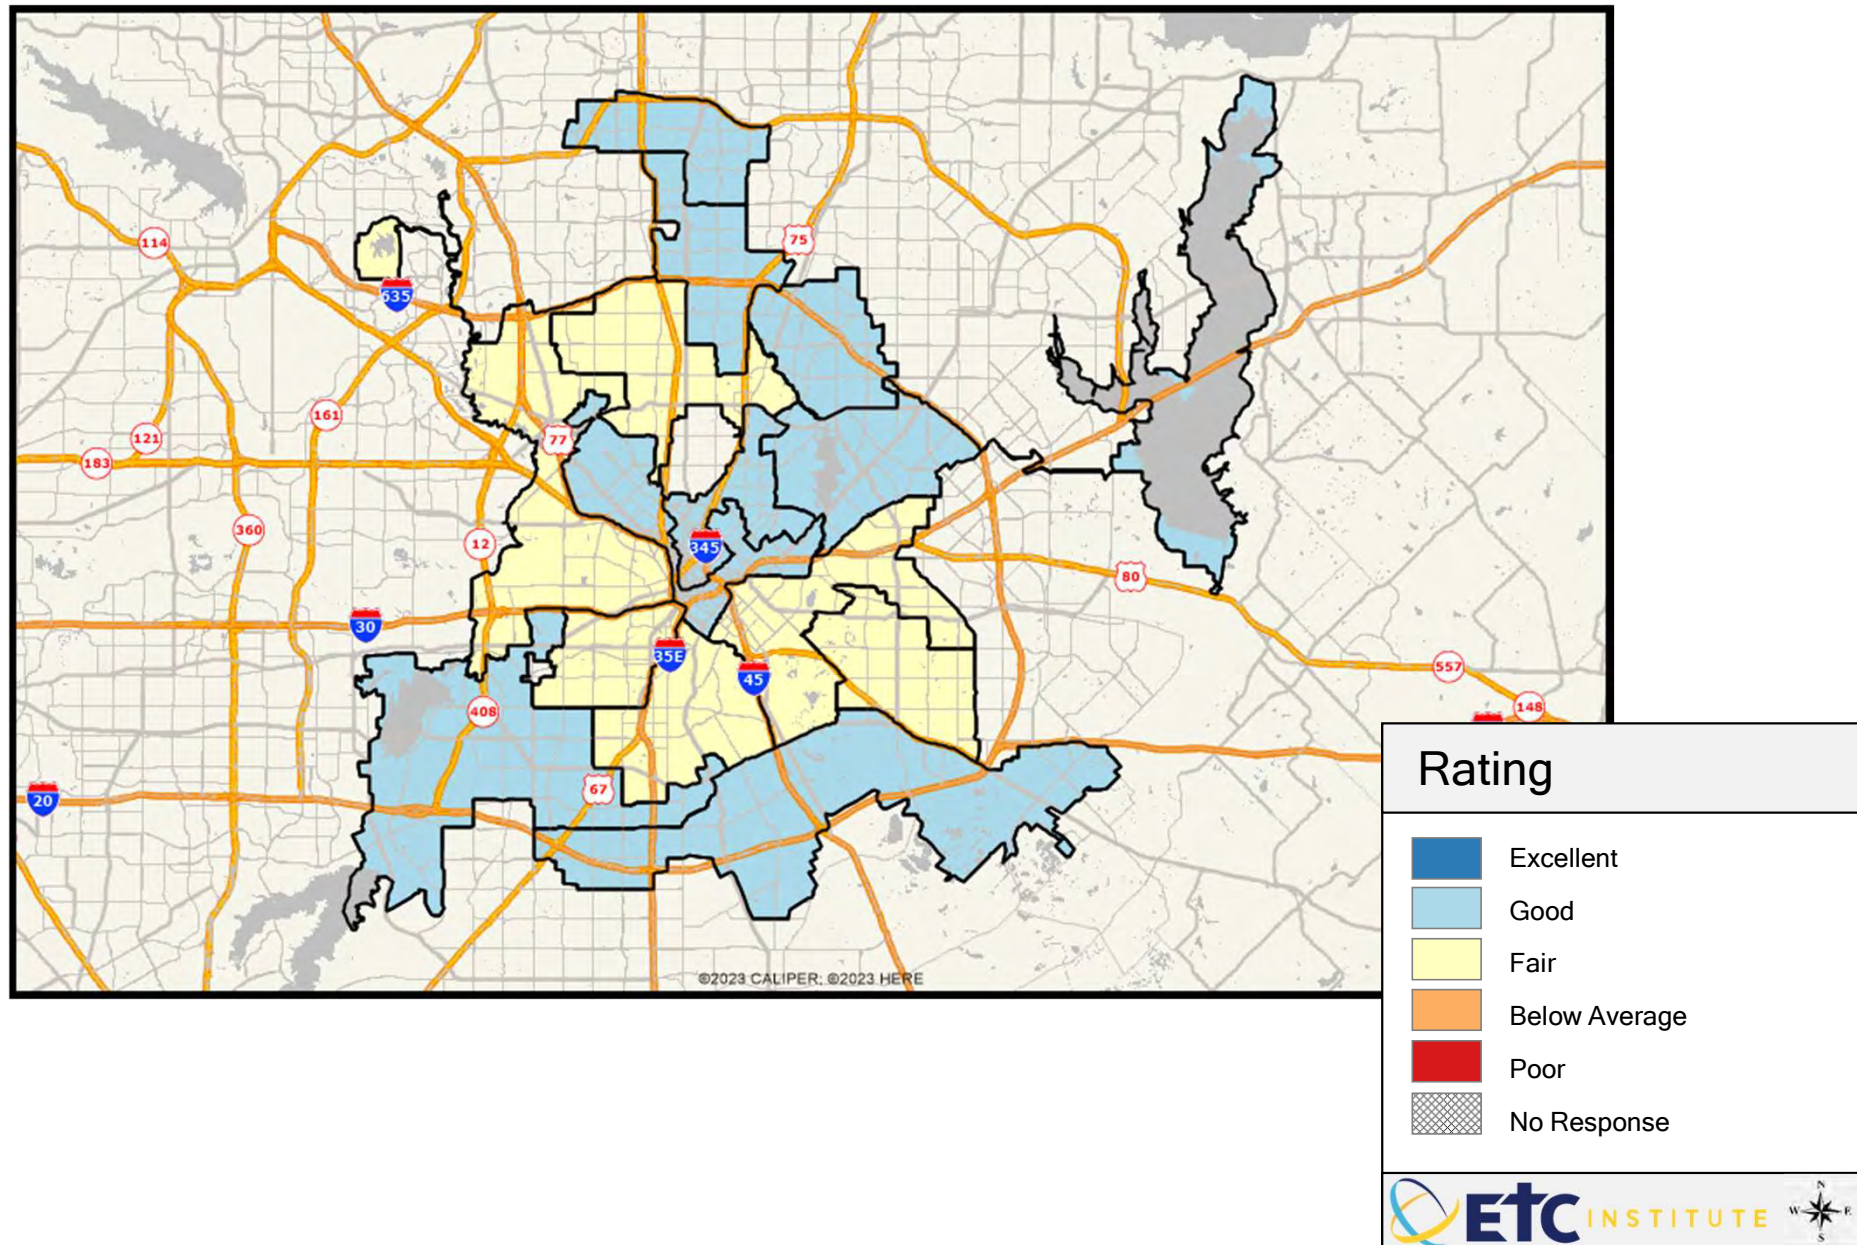 75
114
635
161
77
121
183
360
12
345
80
30
35E
45
557
408
148
67
20
©2023 CALIPER; ©2023 HERE
Rating
Excellent
Good
Fair
Below Average
Poor
No Response
ETC INSTITUTE
N
W E
S